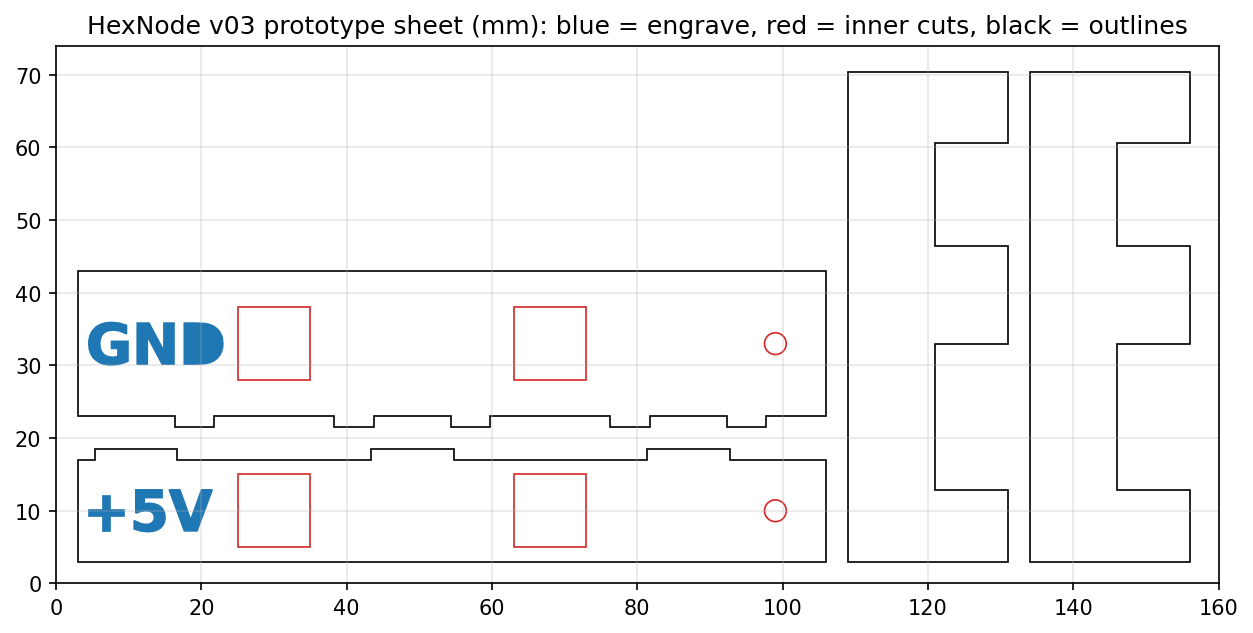 HexNode v03 prototype sheet (mm): blue = engrave, red = inner cuts, black = outlines
70
60
50
40
GND
30
20
+5V
10
0
0 20 40 60 80 100 120 140 160